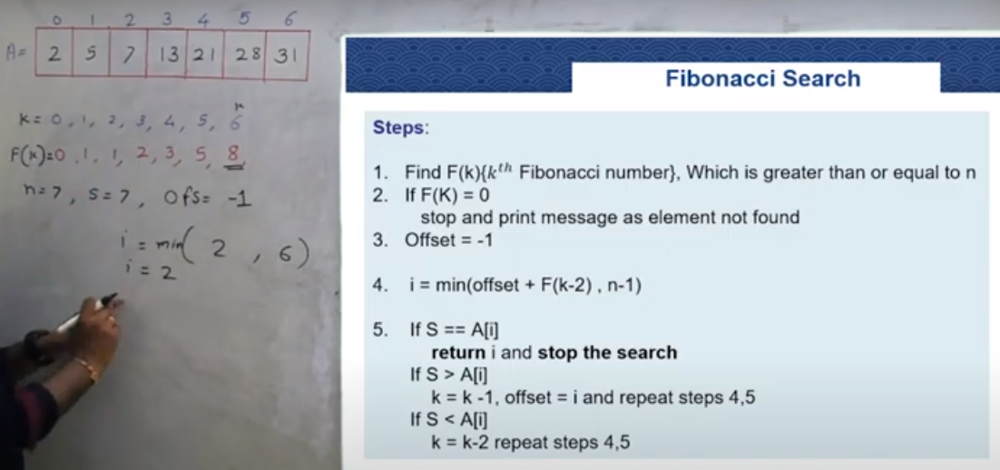 0 1 2 3 4 5 6
A= 2 5 7 13 21 28 31
k
k= 0, 1, 2, 3, 4, 5, 6
F(k)=0, 1, 1, 2, 3, 5, 8
n=7, S=7, Ofs= -1
i = min( 2 , 6)
i = 2
Fibonacci Search
Steps:
1. Find F(k){k^th Fibonacci number}, Which is greater than or equal to n
2. If F(K) = 0
stop and print message as element not found
3. Offset = -1
4. i = min(offset + F(k-2) , n-1)
5. If S == A[i]
return i and stop the search
If S > A[i]
k = k -1, offset = i and repeat steps 4,5
If S < A[i]
k = k-2 repeat steps 4,5